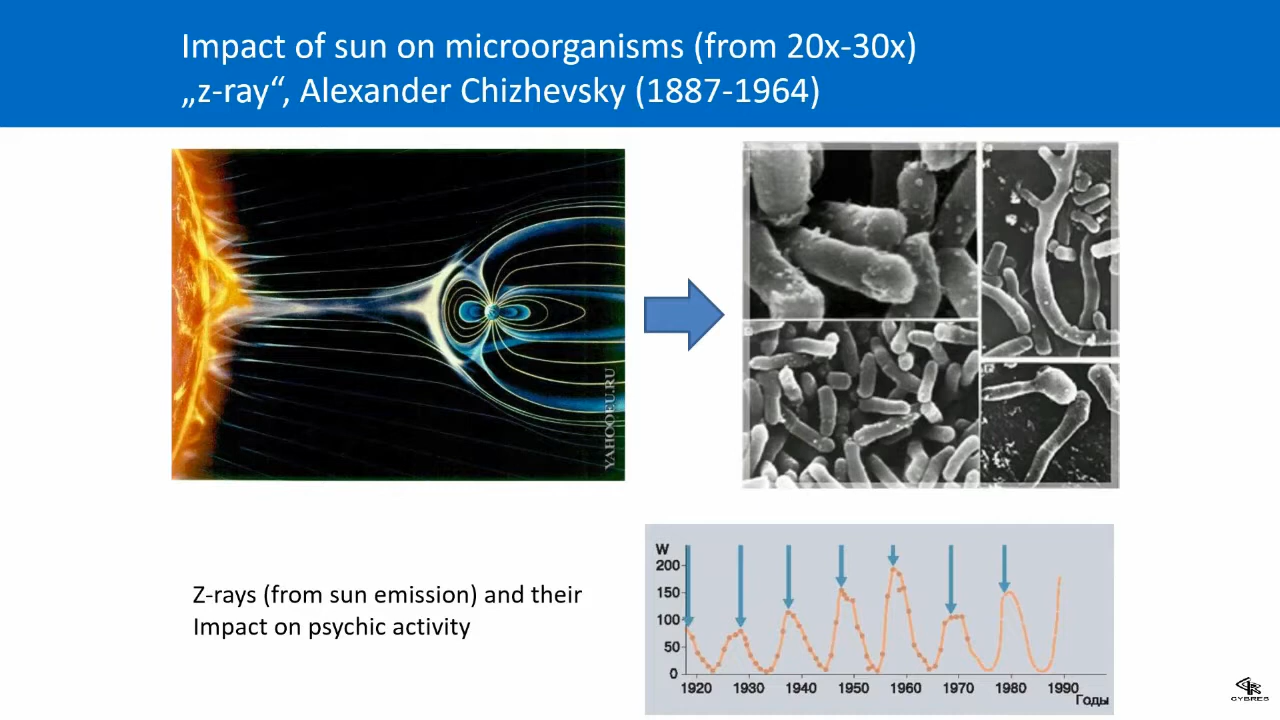 Impact of sun on microorganisms (from 20x-30x)
„z-ray“, Alexander Chizhevsky (1887-1964)
YAHOOEU.RU
Z-rays (from sun emission) and their
Impact on psychic activity
W
200
150
100
50
0
1920 1930 1940 1950 1960 1970 1980 1990
Годы
CYBRES